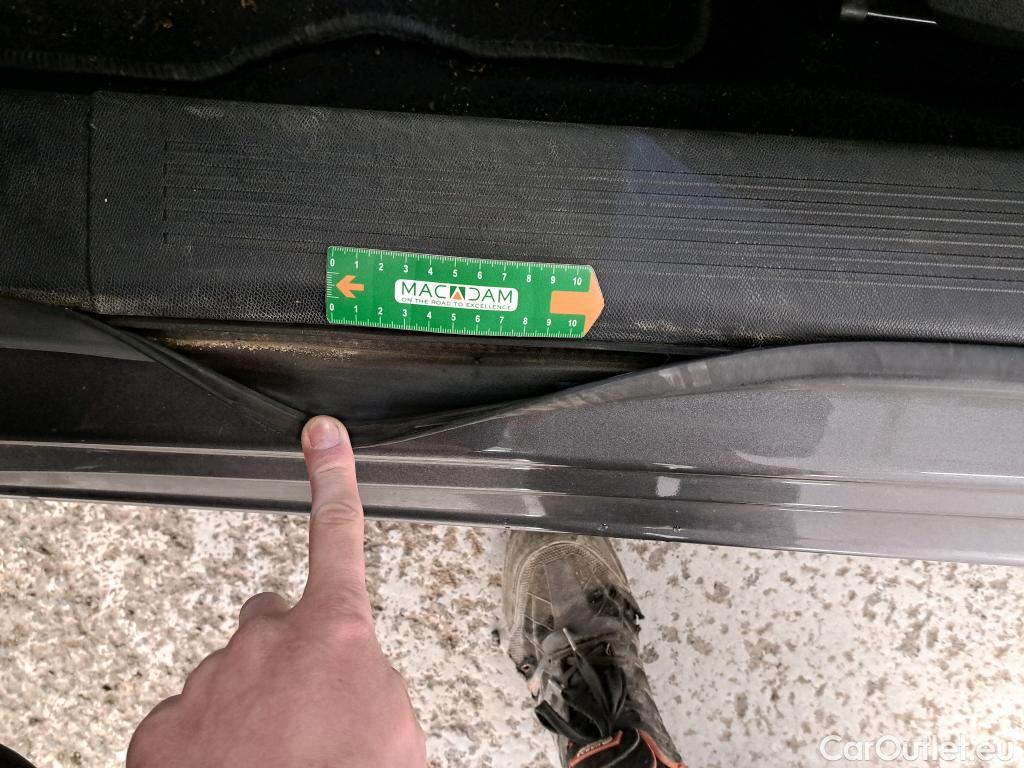 0 1 2 3 4 5 6 7 8 9 10
MACADAM
ON THE ROAD TO EXCELLENCE
0 1 2 3 4 5 6 7 8 9 10
CarOutlet.eu